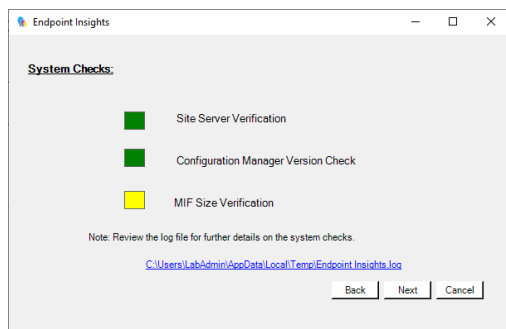 Endpoint Insights
System Checks:
Site Server Verification
Configuration Manager Version Check
MIF Size Verification
Note: Review the log file for further details on the system checks.
C:\Users\LabAdmin\AppData\Local\Temp\Endpoint Insights.log
Back Next Cancel